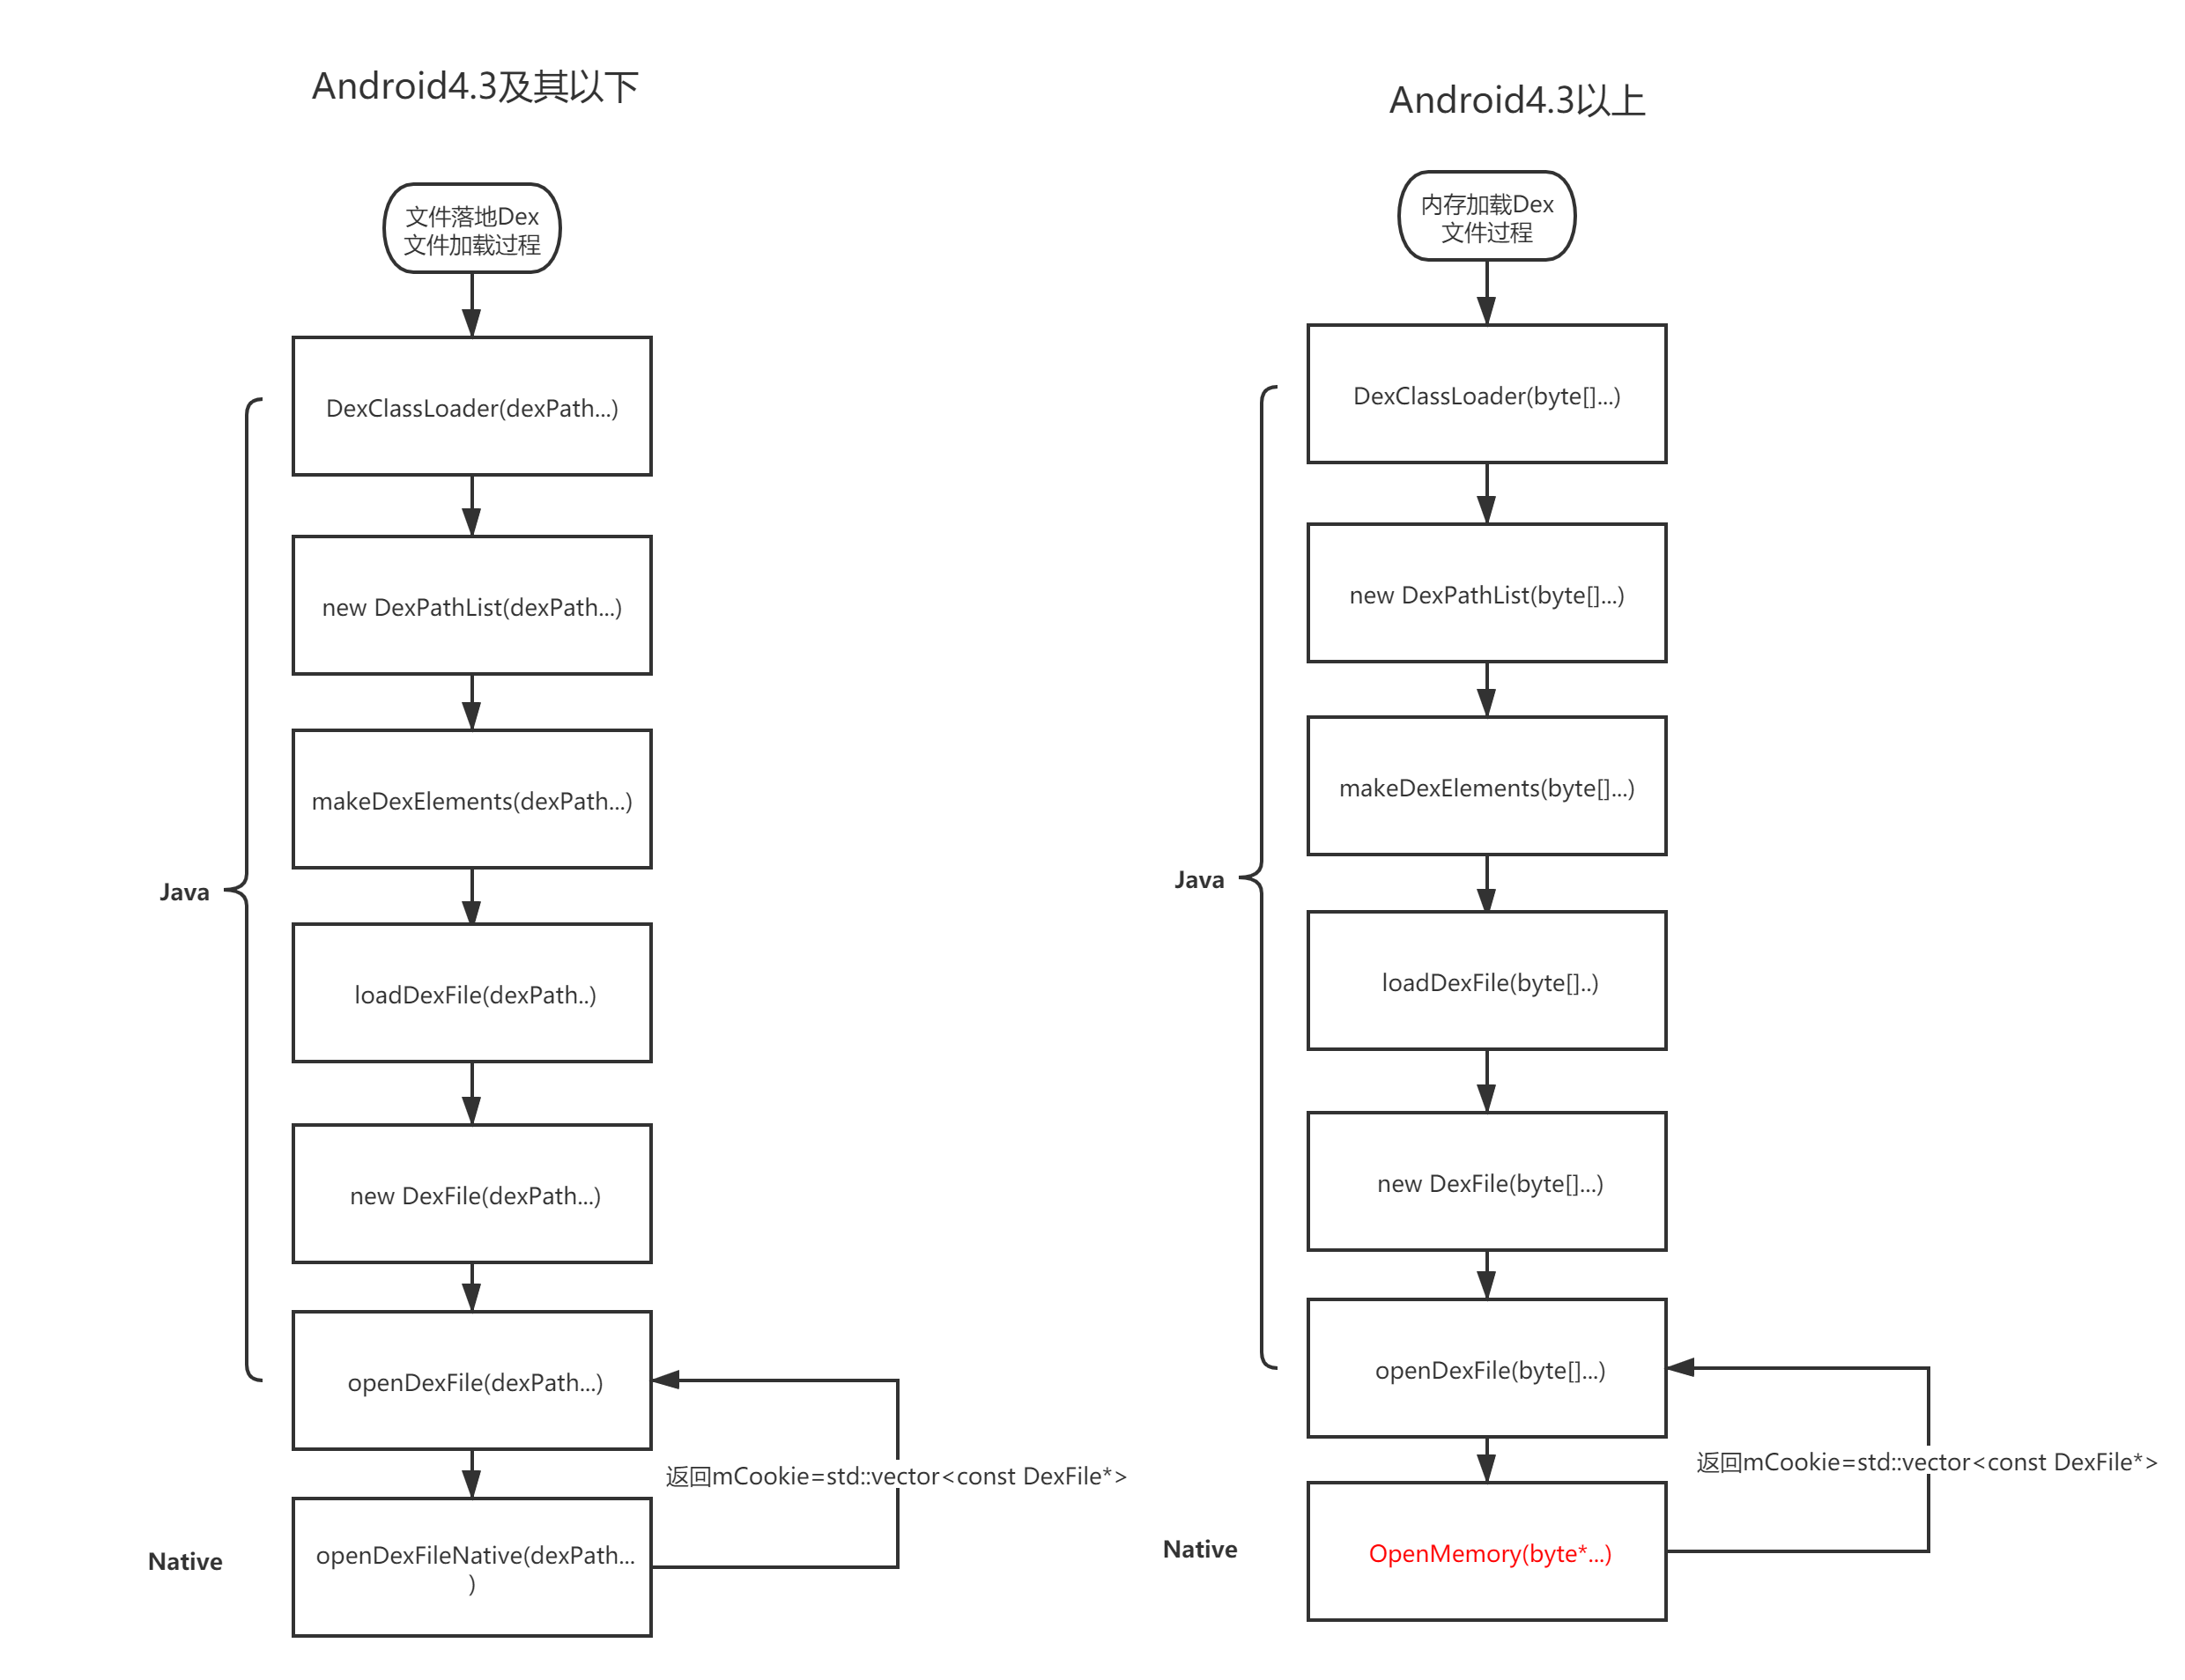 Android4.3及其以下
文件落地Dex
文件加载过程
DexClassLoader(dexPath...)
new DexPathList(dexPath...)
makeDexElements(dexPath...)
Java
loadDexFile(dexPath..)
new DexFile(dexPath...)
openDexFile(dexPath...)
返回mCookie=std::vector<const DexFile*>
Native
openDexFileNative(dexPath...
)
Android4.3以上
内存加载Dex
文件过程
DexClassLoader(byte[]...)
new DexPathList(byte[]...)
makeDexElements(byte[]...)
Java
loadDexFile(byte[]..)
new DexFile(byte[]...)
openDexFile(byte[]...)
返回mCookie=std::vector<const DexFile*>
Native
OpenMemory(byte*...)